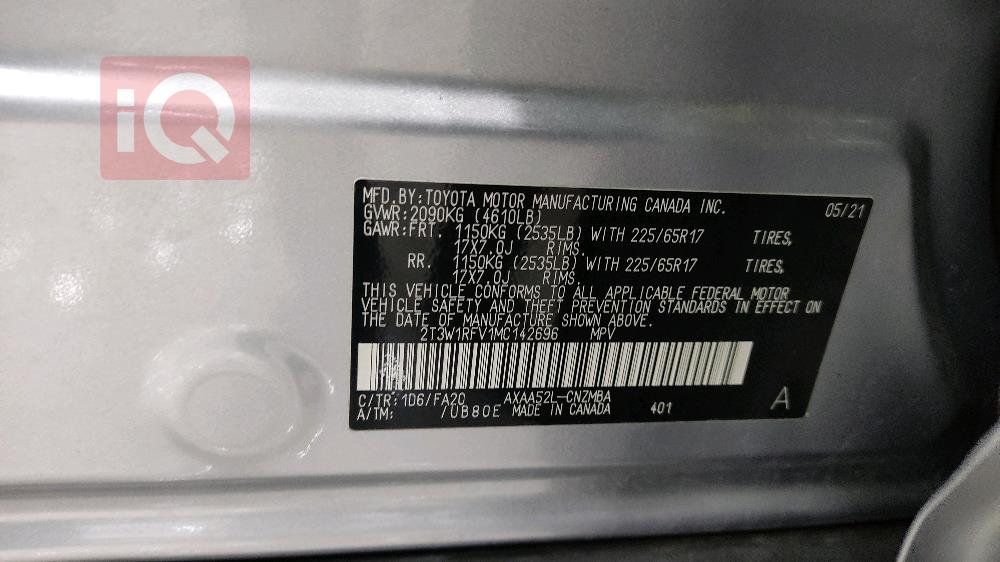 iQ
MFD.BY:TOYOTA MOTOR MANUFACTURING CANADA INC. 05/21
GVWR:2090KG (4610LB)
GAWR:FRT. 1150KG (2535LB) WITH 225/65R17 TIRES,
17X7.0J RIMS.
RR. 1150KG (2535LB) WITH 225/65R17 TIRES,
17X7.0J RIMS.
THIS VEHICLE CONFORMS TO ALL APPLICABLE FEDERAL MOTOR
VEHICLE SAFETY AND THEFT PREVENTION STANDARDS IN EFFECT ON
THE DATE OF MANUFACTURE SHOWN ABOVE.
2T3W1RFV1MC142696 MPV
C/TR:1D6/FA20 AXAA52L-CNZMBA
A/TM: /UB80E MADE IN CANADA 401 A